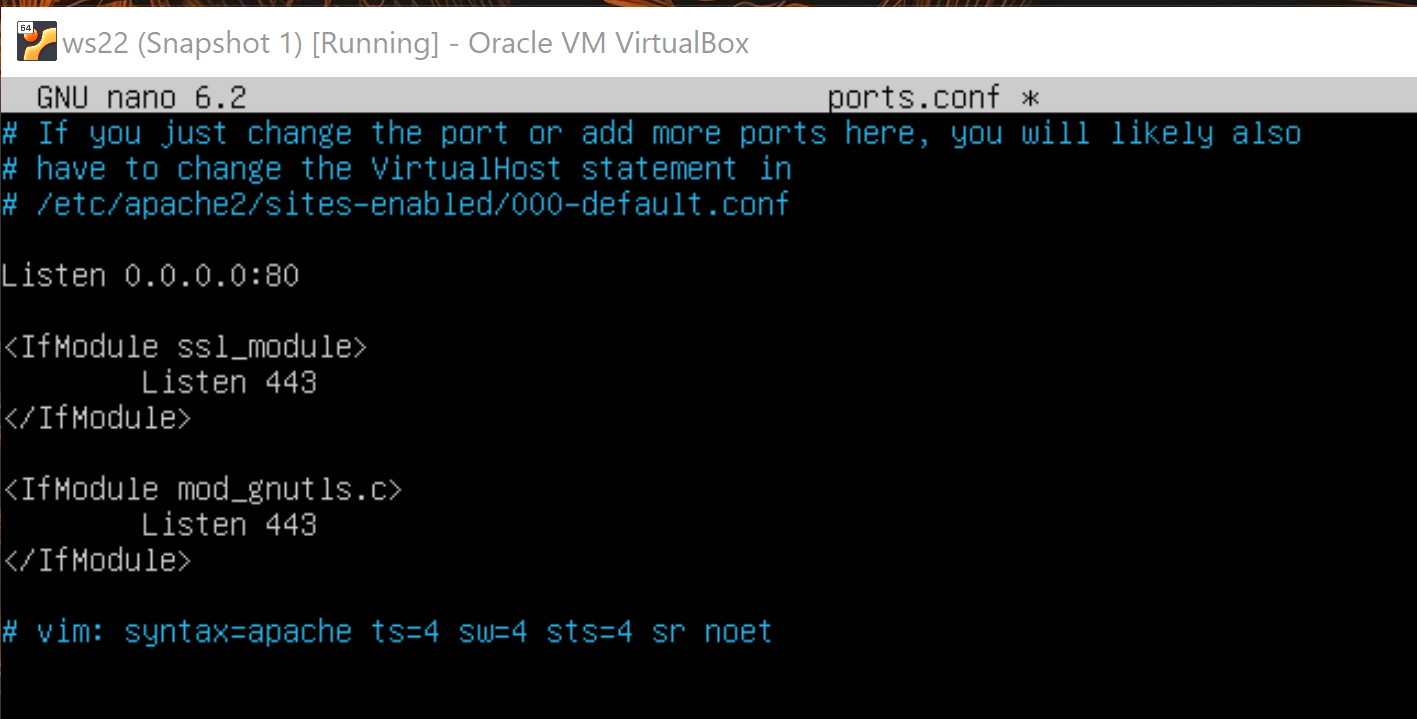 64
ws22 (Snapshot 1) [Running] - Oracle VM VirtualBox
GNU nano 6.2 ports.conf *
# If you just change the port or add more ports here, you will likely also
# have to change the VirtualHost statement in
# /etc/apache2/sites-enabled/000-default.conf
Listen 0.0.0.0:80
<IfModule ssl_module>
Listen 443
</IfModule>
<IfModule mod_gnutls.c>
Listen 443
</IfModule>
# vim: syntax=apache ts=4 sw=4 sts=4 sr noet